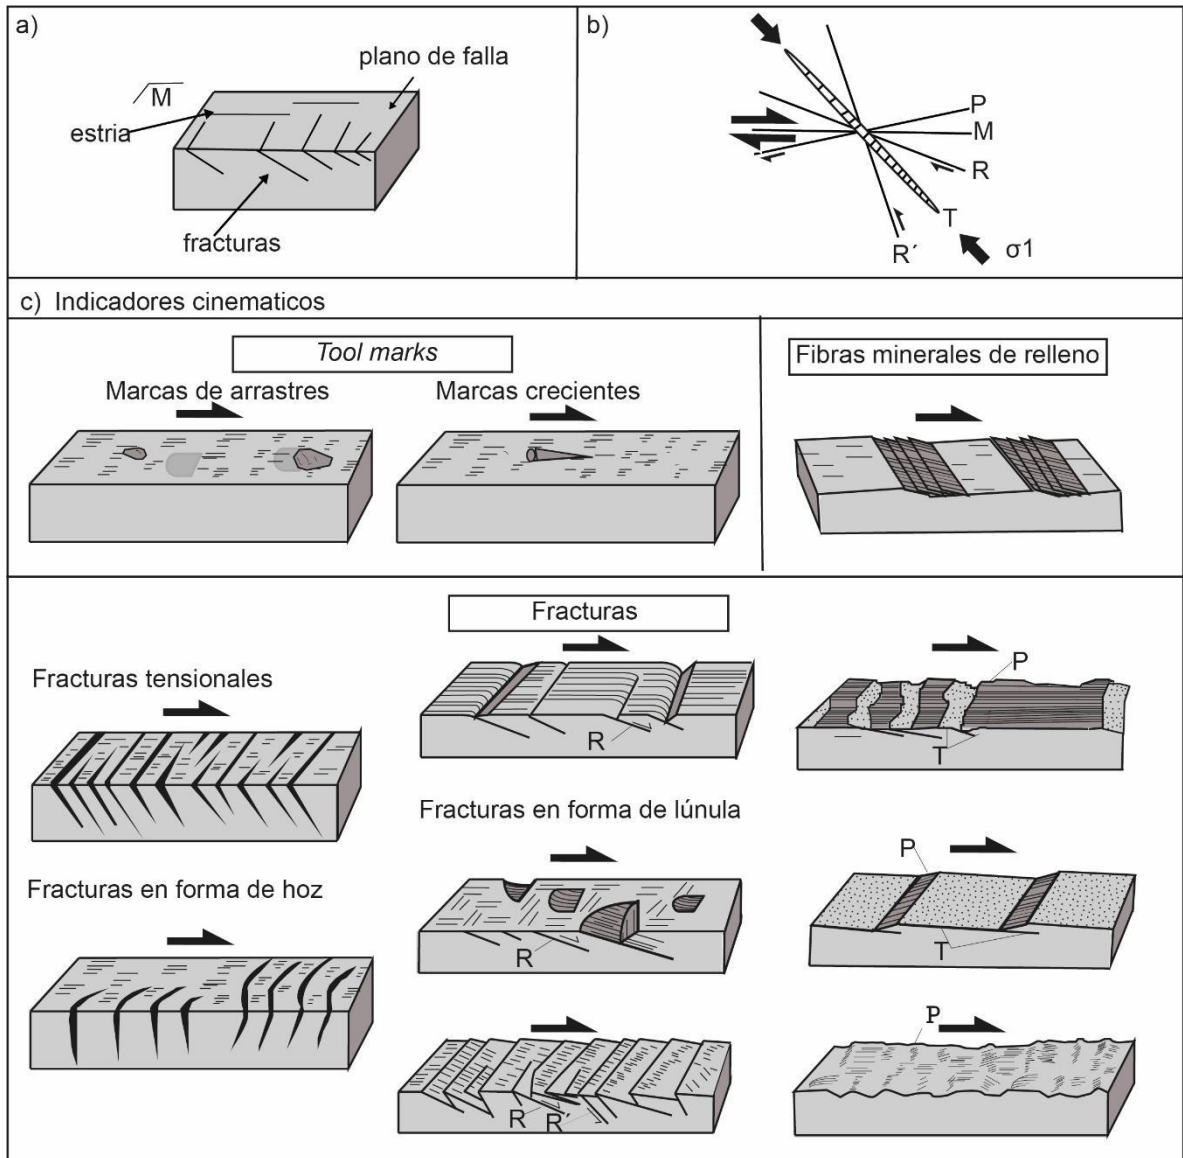 a)
plano de falla
M
estria
fracturas
b)
P
M
R
T
R´
σ1
c) Indicadores cinematicos
Tool marks
Marcas de arrastres
Marcas crecientes
Fibras minerales de relleno
Fracturas
Fracturas tensionales
R
P
T
Fracturas en forma de hoz
Fracturas en forma de lúnula
R
P
T
R
R´
P